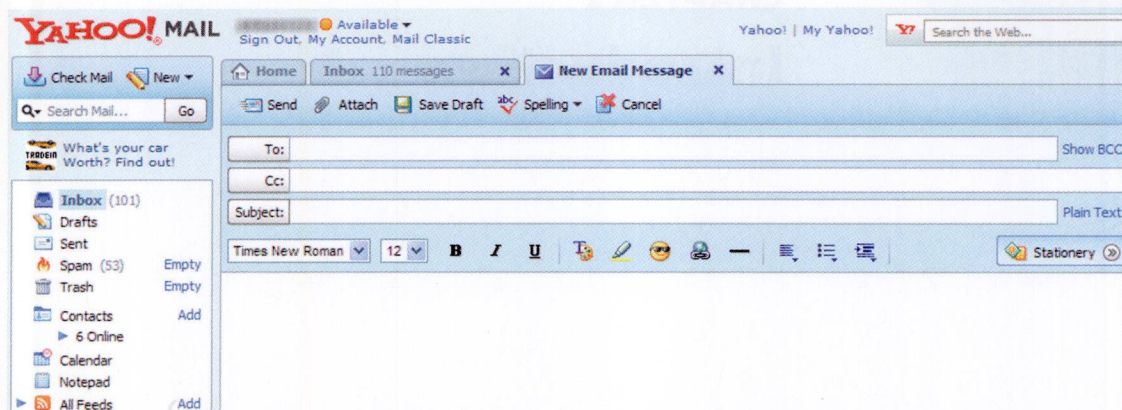 YAHOO! MAIL
Available
Sign Out, My Account, Mail Classic
Yahoo! | My Yahoo!
Y?
Search the Web...
Check Mail
New
Search Mail...
Go
Home
Inbox 110 messages x
New Email Message x
Send
Attach
Save Draft
abc
Spelling
Cancel
TRADEIN
What's your car
Worth? Find out!
To:
Show BCC
Cc:
Subject:
Plain Text
Times New Roman
12
B
I
U
T
Stationery
Inbox (101)
Drafts
Sent
Spam (53) Empty
Trash Empty
Contacts Add
6 Online
Calendar
Notepad
All Feeds Add